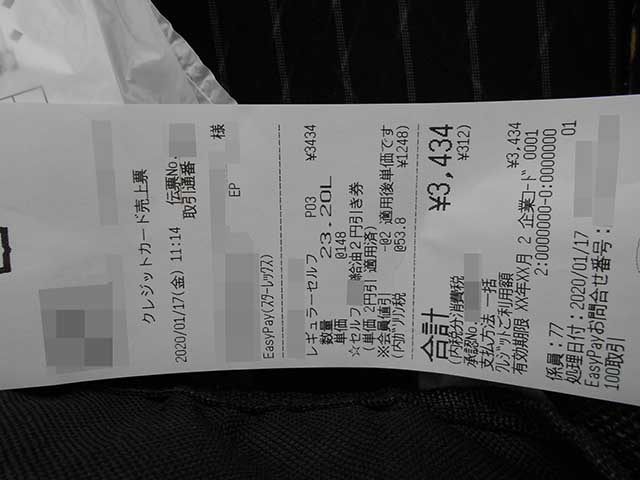 クレジットカード売上票
2020/01/17(金) 11:14 伝票No.
取引通番
様
EP
EasyPay(スターレックス)
レギュラーセルフ P03 ¥3434
数量 23.20L
単価 @148
☆セルフ 給油2円引き券
(単価 2円引 適用済) -02 適用後単価です
※会員値引
(内ガソリン税 @53.8 ¥1248)
合計 ¥3,434
(内税分消費税 ¥312)
承認No.
支払方法 一括
クレジットご利用額 ¥3,434
有効期限 XX年XX月 2 企業コード 0001
2:0000000-0:0000000
係員：77 01
処理日付：2020/01/17
EasyPayお問合せ番号：
100取引